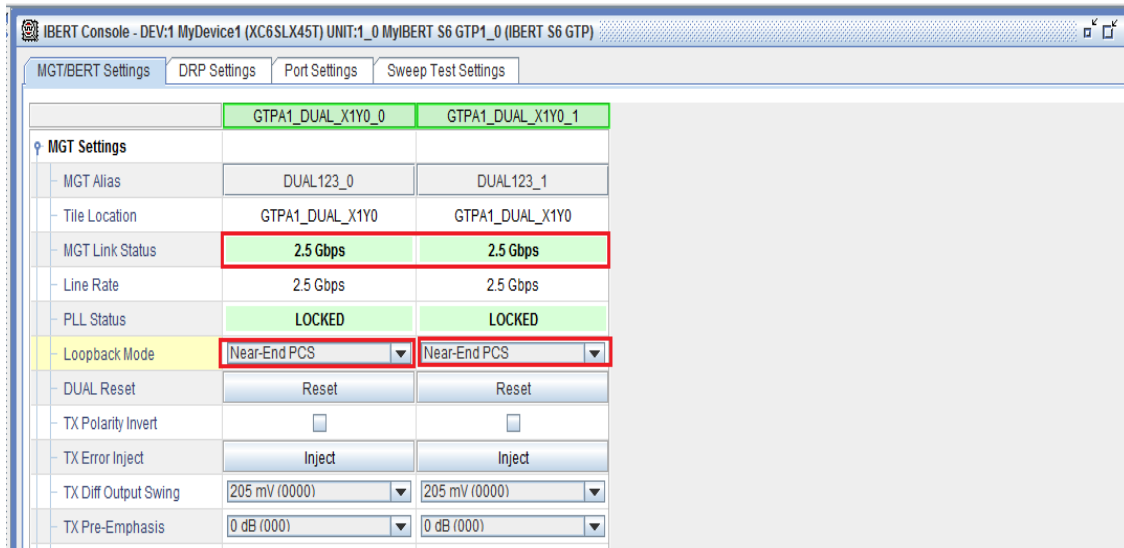 IBERT Console - DEV:1 MyDevice1 (XC6SLX45T) UNIT:1_0 MyIBERT S6 GTP1_0 (IBERT S6 GTP)
MGT/BERT Settings DRP Settings Port Settings Sweep Test Settings
GTPA1_DUAL_X1Y0_0 GTPA1_DUAL_X1Y0_1
MGT Settings
MGT Alias DUAL123_0 DUAL123_1
Tile Location GTPA1_DUAL_X1Y0 GTPA1_DUAL_X1Y0
MGT Link Status 2.5 Gbps 2.5 Gbps
Line Rate 2.5 Gbps 2.5 Gbps
PLL Status LOCKED LOCKED
Loopback Mode Near-End PCS Near-End PCS
DUAL Reset Reset Reset
TX Polarity Invert
TX Error Inject Inject Inject
TX Diff Output Swing 205 mV (0000) 205 mV (0000)
TX Pre-Emphasis 0 dB (000) 0 dB (000)